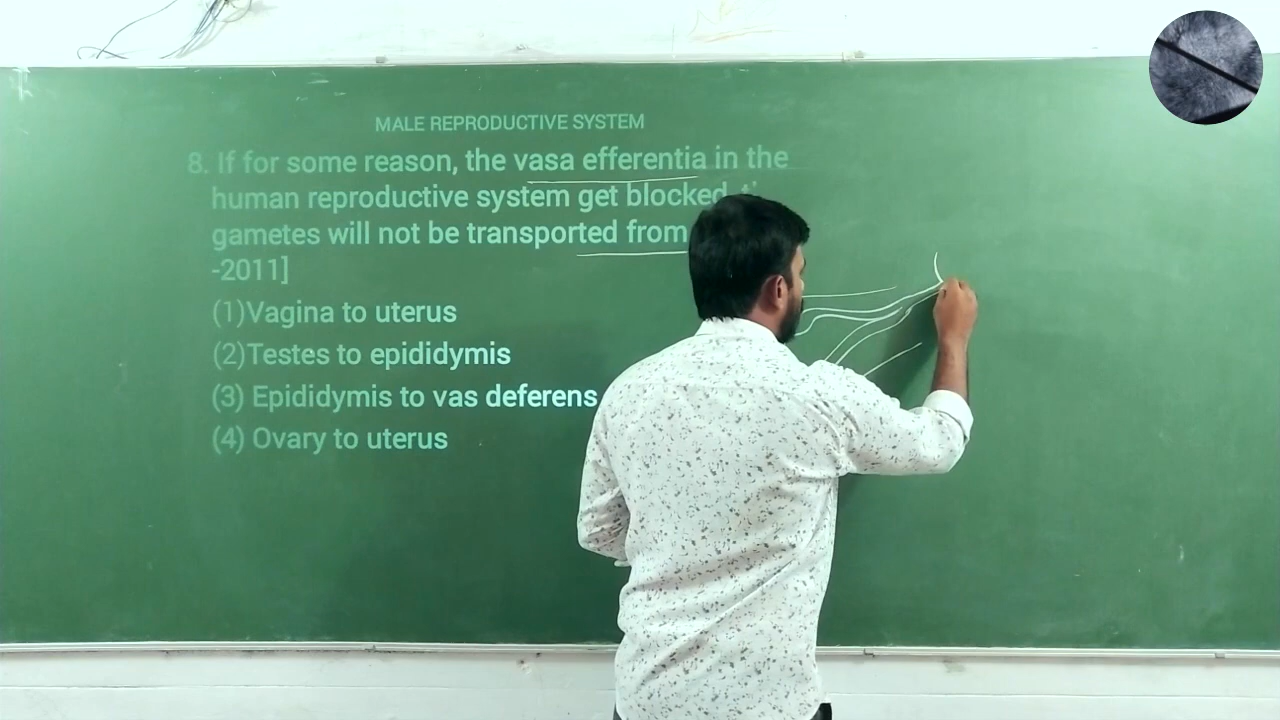 MALE REPRODUCTIVE SYSTEM
8. If for some reason, the vasa efferentia in the
human reproductive system get blocked
gametes will not be transported from
-2011]
(1)Vagina to uterus
(2)Testes to epididymis
(3) Epididymis to vas deferens
(4) Ovary to uterus